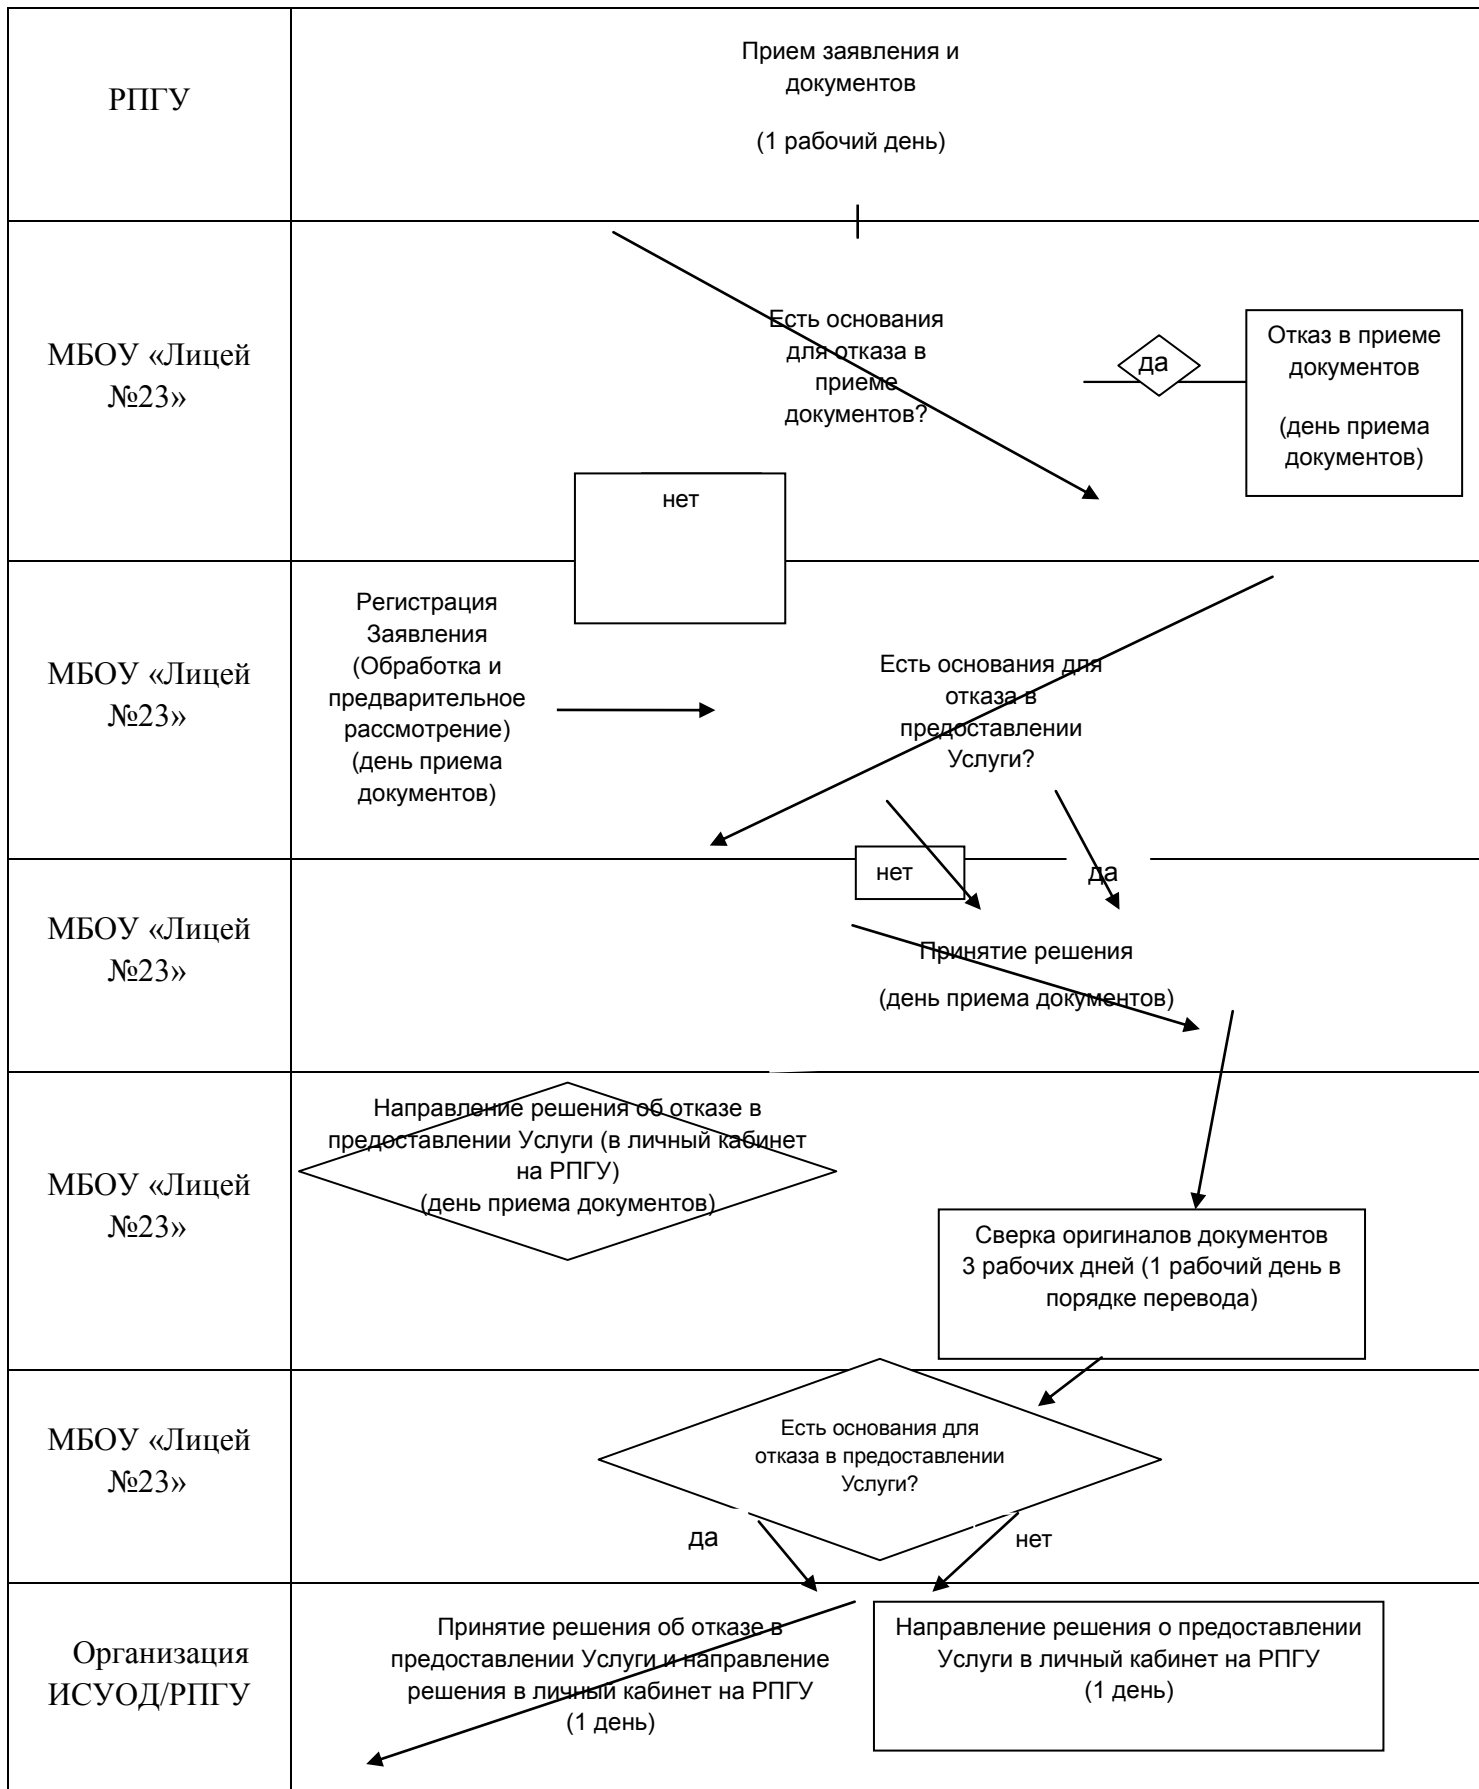 РПГУ
Прием заявления и
документов
(1 рабочий день)
МБОУ «Лицей
№23»
Есть основания
для отказа в
приеме
документов?
да
Отказ в приеме
документов
(день приема
документов)
нет
МБОУ «Лицей
№23»
Регистрация
Заявления
(Обработка и
предварительное
рассмотрение)
(день приема
документов)
Есть основания для
отказа в
предоставлении
Услуги?
МБОУ «Лицей
№23»
нет
да
Принятие решения
(день приема документов)
МБОУ «Лицей
№23»
Направление решения об отказе в
предоставлении Услуги (в личный кабинет
на РПГУ)
(день приема документов)
Сверка оригиналов документов
3 рабочих дней (1 рабочий день в
порядке перевода)
МБОУ «Лицей
№23»
Есть основания для
отказа в предоставлении
Услуги?
да
нет
Организация
ИСУОД/РПГУ
Принятие решения об отказе в
предоставлении Услуги и направление
решения в личный кабинет на РПГУ
(1 день)
Направление решения о предоставлении
Услуги в личный кабинет на РПГУ
(1 день)